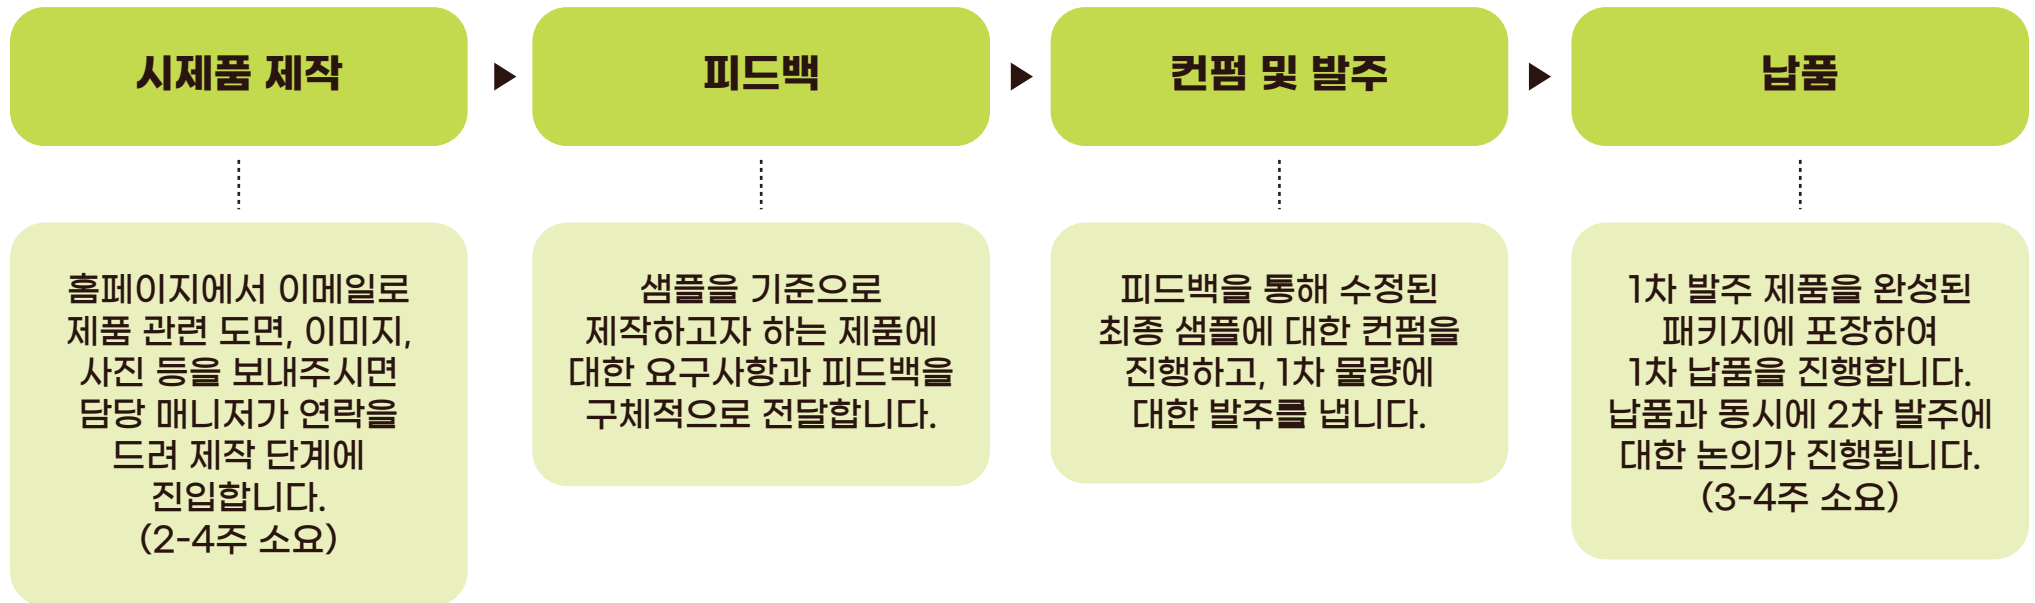 시제품 제작
피드백
컨펌 및 발주
납품
홈페이지에서 이메일로
제품 관련 도면, 이미지,
사진 등을 보내주시면
담당 매니저가 연락을
드려 제작 단계에
진입합니다.
(2-4주 소요)
샘플을 기준으로
제작하고자 하는 제품에
대한 요구사항과 피드백을
구체적으로 전달합니다.
피드백을 통해 수정된
최종 샘플에 대한 컨펌을
진행하고, 1차 물량에
대한 발주를 냅니다.
1차 발주 제품을 완성된
패키지에 포장하여
1차 납품을 진행합니다.
납품과 동시에 2차 발주에
대한 논의가 진행됩니다.
(3-4주 소요)